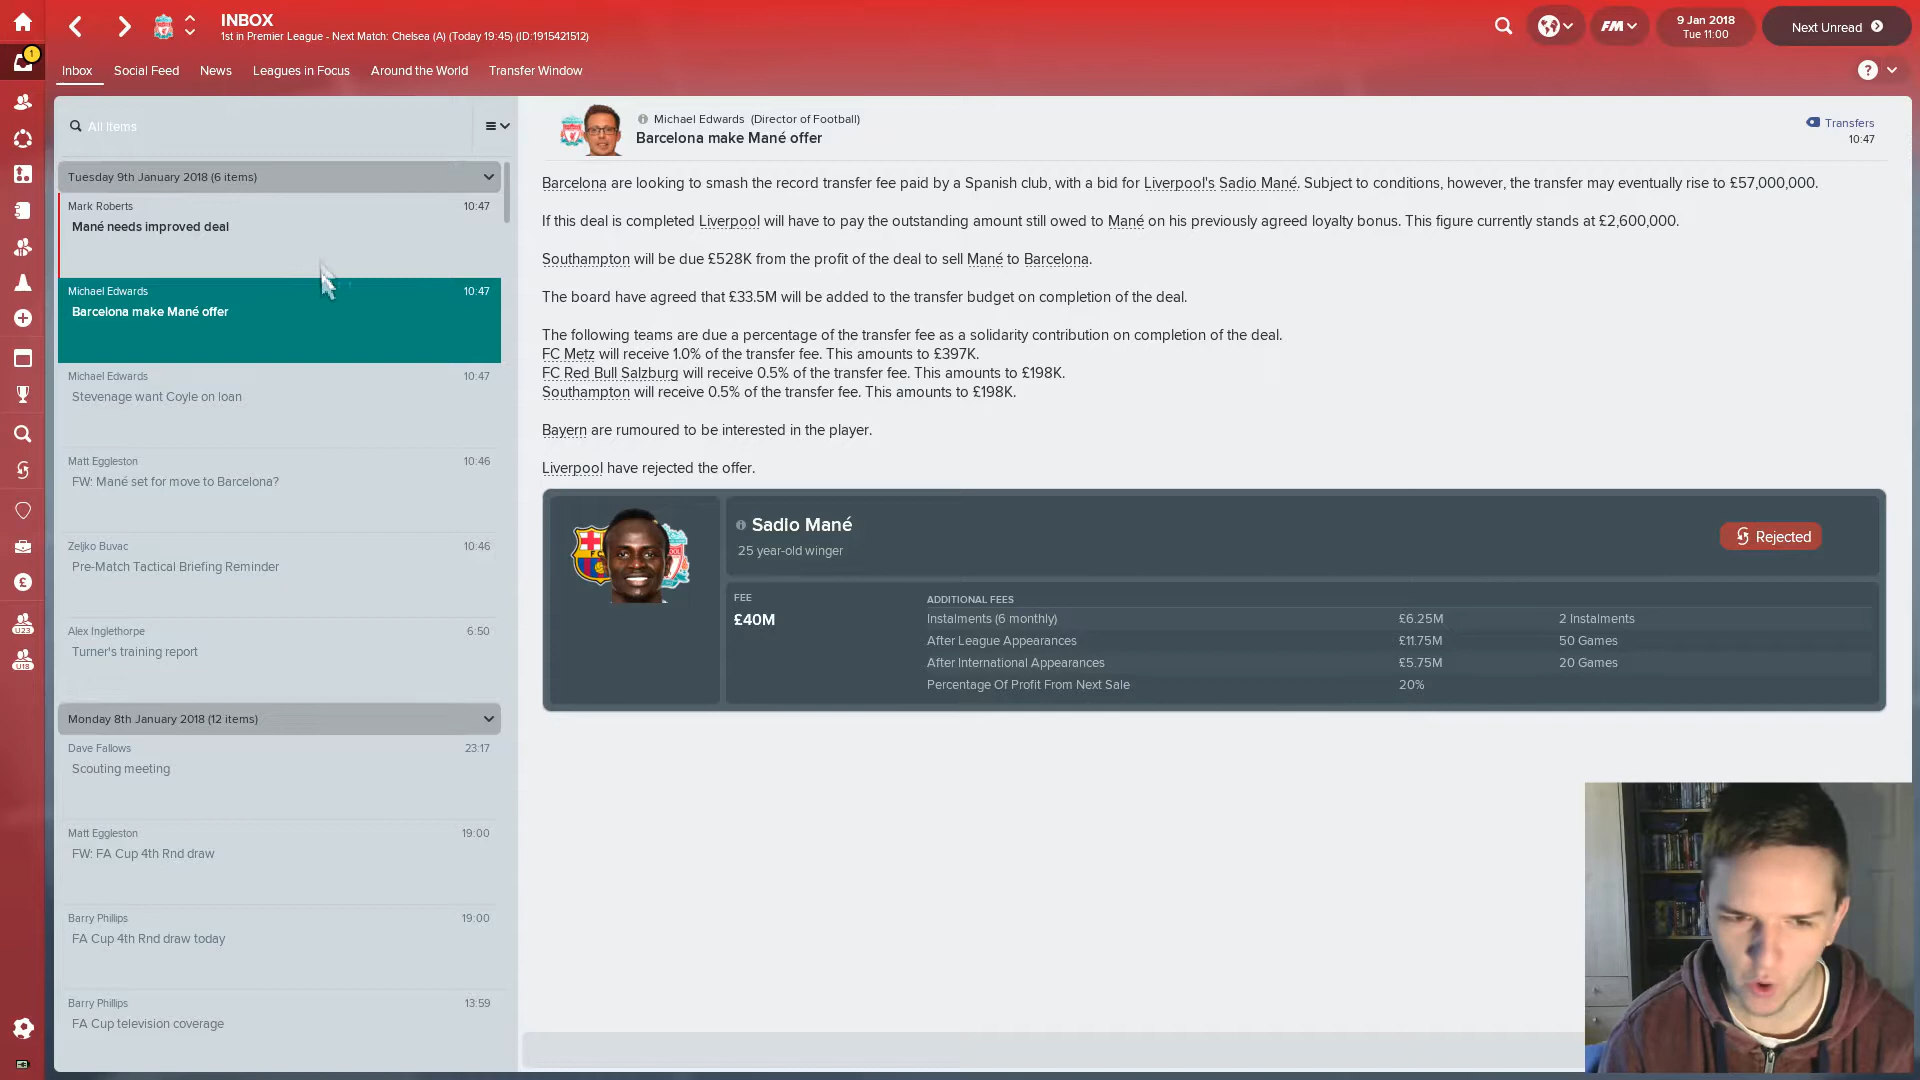 INBOX
1st in Premier League - Next Match: Chelsea (A) (Today 19:45) (ID:1915421512)
FM
9 Jan 2018
Tue 11:00
Next Unread
1
Inbox
Social Feed
News
Leagues in Focus
Around the World
Transfer Window
?
All Items
Tuesday 9th January 2018 (6 items)
Mark Roberts 10:47
Mané needs improved deal
Michael Edwards 10:47
Barcelona make Mané offer
Michael Edwards 10:47
Stevenage want Coyle on loan
Matt Eggleston 10:46
FW: Mané set for move to Barcelona?
Zeljko Buvac 10:46
Pre-Match Tactical Briefing Reminder
Alex Inglethorpe 6:50
Turner's training report
Monday 8th January 2018 (12 items)
Dave Fallows 23:17
Scouting meeting
Matt Eggleston 19:00
FW: FA Cup 4th Rnd draw
Barry Phillips 19:00
FA Cup 4th Rnd draw today
Barry Phillips 13:59
FA Cup television coverage
U23
U18
Michael Edwards (Director of Football)
Barcelona make Mané offer
Transfers
10:47
Barcelona are looking to smash the record transfer fee paid by a Spanish club, with a bid for Liverpool's Sadio Mané. Subject to conditions, however, the transfer may eventually rise to £57,000,000.
If this deal is completed Liverpool will have to pay the outstanding amount still owed to Mané on his previously agreed loyalty bonus. This figure currently stands at £2,600,000.
Southampton will be due £528K from the profit of the deal to sell Mané to Barcelona.
The board have agreed that £33.5M will be added to the transfer budget on completion of the deal.
The following teams are due a percentage of the transfer fee as a solidarity contribution on completion of the deal.
FC Metz will receive 1.0% of the transfer fee. This amounts to £397K.
FC Red Bull Salzburg will receive 0.5% of the transfer fee. This amounts to £198K.
Southampton will receive 0.5% of the transfer fee. This amounts to £198K.
Bayern are rumoured to be interested in the player.
Liverpool have rejected the offer.
Sadio Mané
25 year-old winger
Rejected
FEE
£40M
ADDITIONAL FEES
Instalments (6 monthly) £6.25M 2 Instalments
After League Appearances £11.75M 50 Games
After International Appearances £5.75M 20 Games
Percentage Of Profit From Next Sale 20%